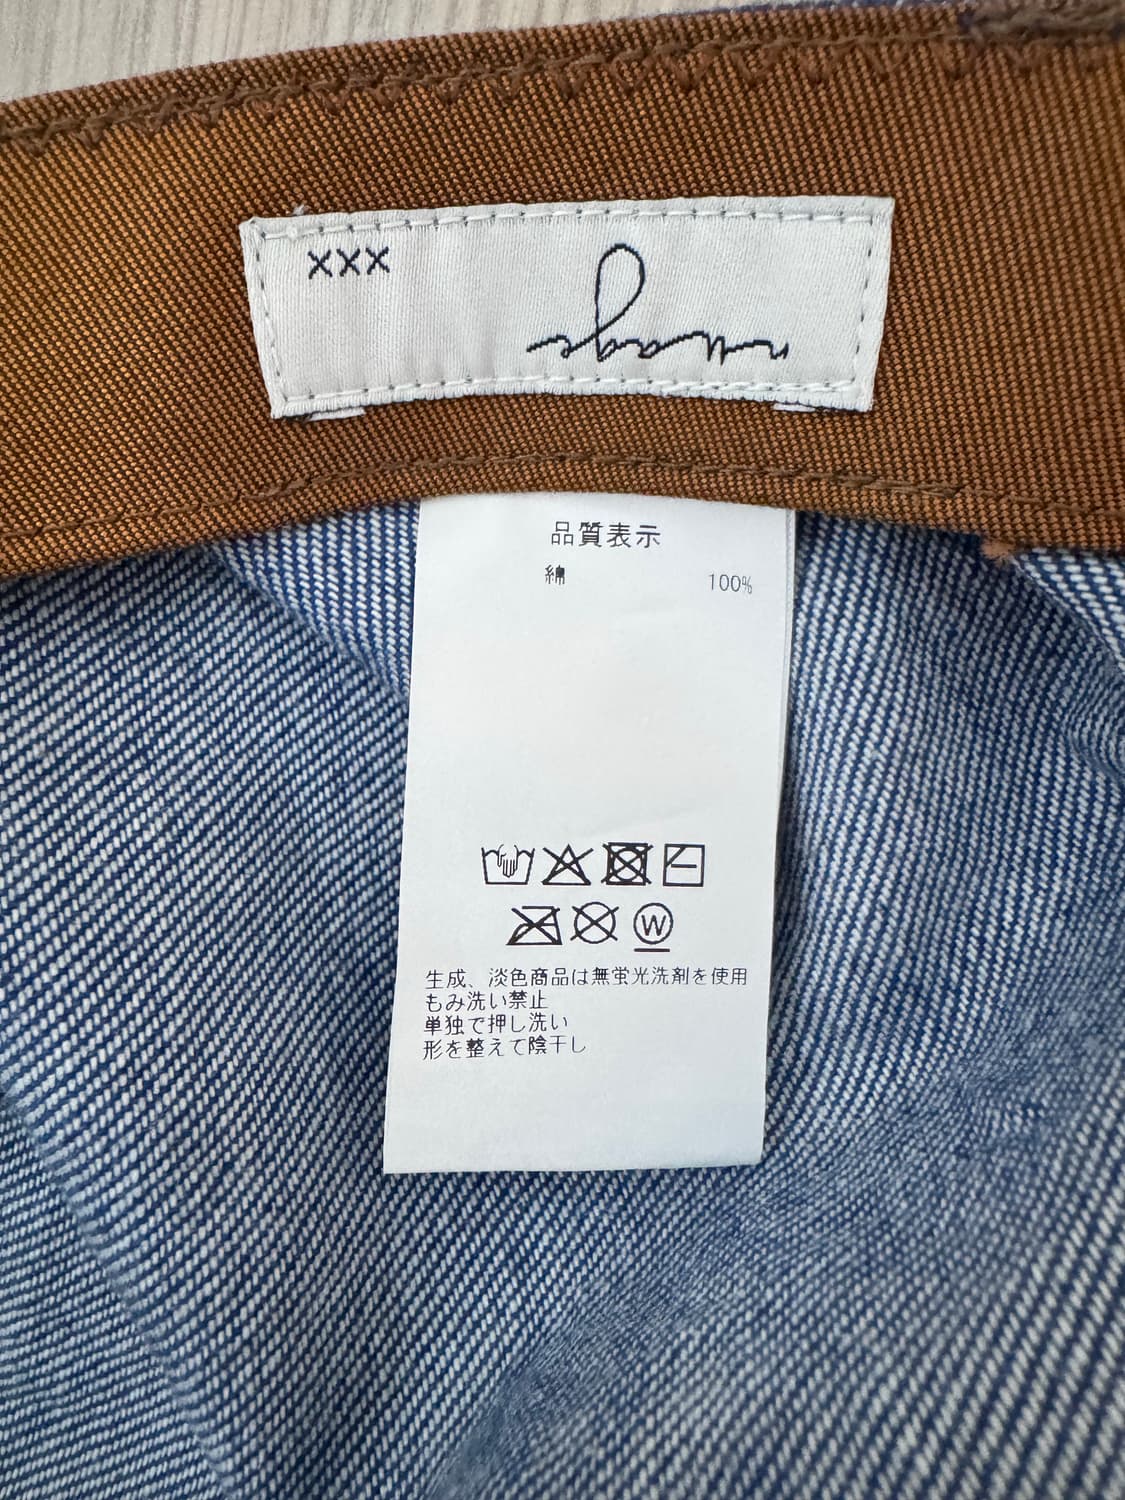 xxx
品質表示
綿 100%
W
生成、淡色商品は無蛍光洗剤を使用
もみ洗い禁止
単独で押し洗い
形を整えて陰干し